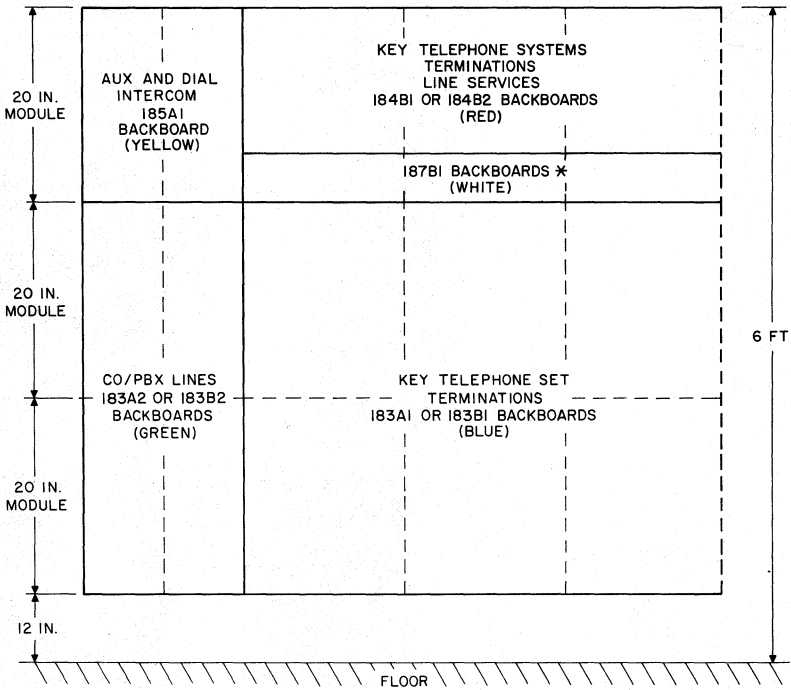 20 IN.
MODULE
AUX AND DIAL
INTERCOM
185A1
BACKBOARD
(YELLOW)
KEY TELEPHONE SYSTEMS
TERMINATIONS
LINE SERVICES
184B1 OR 184B2 BACKBOARDS
(RED)
187B1 BACKBOARDS *
(WHITE)
20 IN.
MODULE
6 FT
CO/PBX LINES
183A2 OR 183B2
BACKBOARDS
(GREEN)
KEY TELEPHONE SET
TERMINATIONS
183A1 OR 183B1 BACKBOARDS
(BLUE)
20 IN.
MODULE
12 IN.
FLOOR